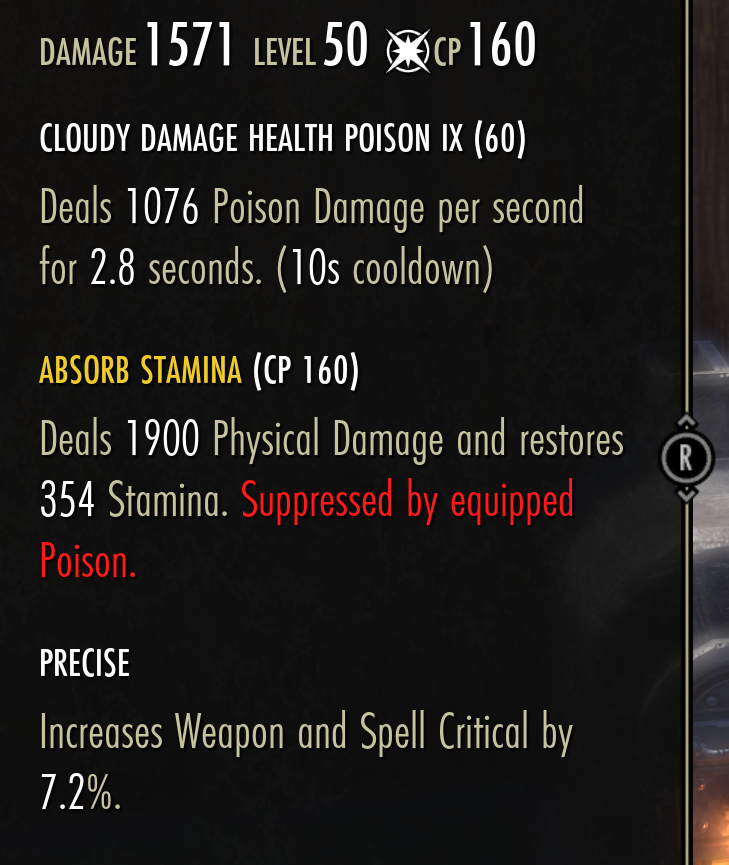 DAMAGE 1571 LEVEL 50 CP 160
CLOUDY DAMAGE HEALTH POISON IX (60)
Deals 1076 Poison Damage per second
for 2.8 seconds. (10s cooldown)
ABSORB STAMINA (CP 160)
Deals 1900 Physical Damage and restores
354 Stamina. Suppressed by equipped
Poison.
R
PRECISE
Increases Weapon and Spell Critical by
7.2%.